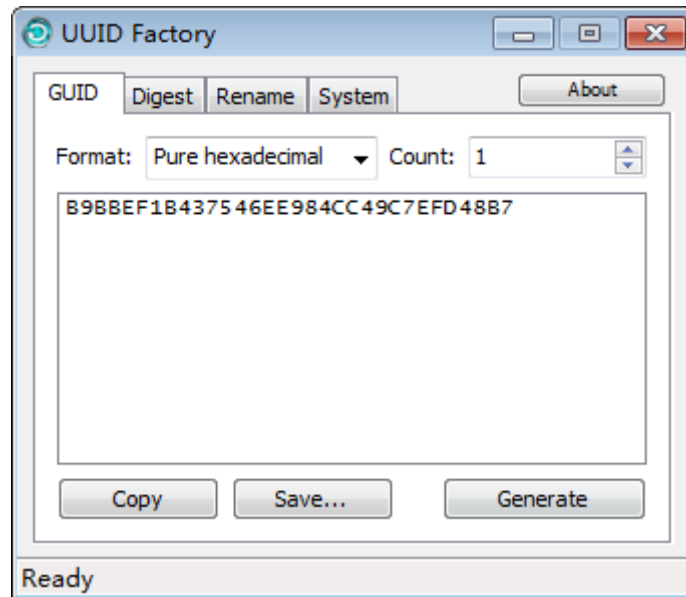 UUID Factory
GUID Digest Rename System About
Format: Pure hexadecimal Count: 1
B9BBEF1B437546EE984CC49C7EFD48B7
Copy Save... Generate
Ready